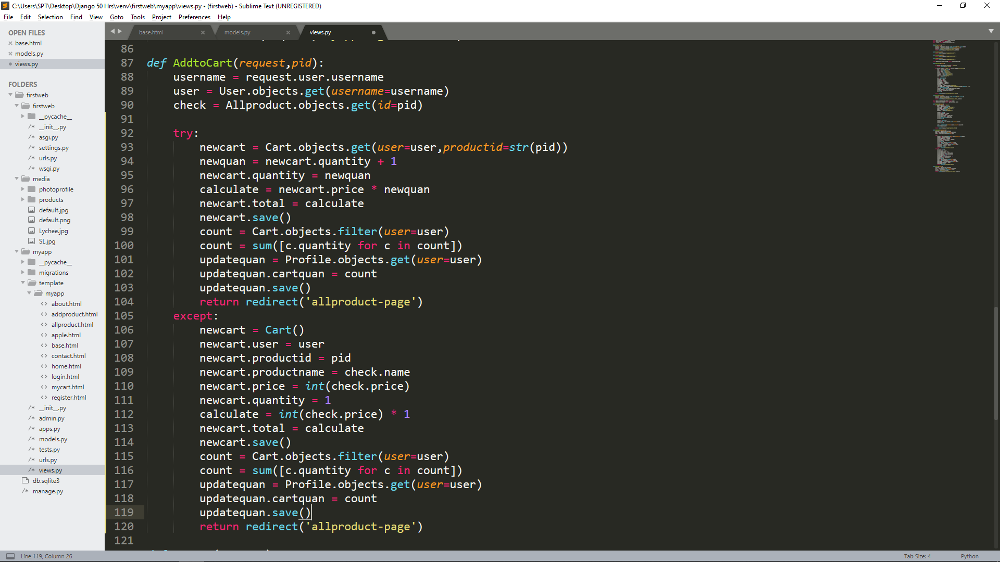 C:\Users\SPT\Desktop\Django 50 Hrs\venv\firstweb\myapp\views.py • (firstweb) - Sublime Text (UNREGISTERED)
File Edit Selection Find View Goto Tools Project Preferences Help
OPEN FILES
base.html
models.py
views.py
FOLDERS
firstweb
firstweb
__pycache__
__init__.py
asgi.py
settings.py
urls.py
wsgi.py
media
photoprofile
products
default.jpg
default.png
Lychee.jpg
SL.jpg
myapp
__pycache__
migrations
template
myapp
about.html
addproduct.html
allproduct.html
apple.html
base.html
contact.html
home.html
login.html
mycart.html
register.html
__init__.py
admin.py
apps.py
models.py
tests.py
urls.py
views.py
db.sqlite3
manage.py
base.html models.py views.py
86
87 def AddtoCart(request,pid):
88 username = request.user.username
89 user = User.objects.get(username=username)
90 check = Allproduct.objects.get(id=pid)
91
92 try:
93 newcart = Cart.objects.get(user=user,productid=str(pid))
94 newquan = newcart.quantity + 1
95 newcart.quantity = newquan
96 calculate = newcart.price * newquan
97 newcart.total = calculate
98 newcart.save()
99 count = Cart.objects.filter(user=user)
100 count = sum([c.quantity for c in count])
101 updatequan = Profile.objects.get(user=user)
102 updatequan.cartquan = count
103 updatequan.save()
104 return redirect('allproduct-page')
105 except:
106 newcart = Cart()
107 newcart.user = user
108 newcart.productid = pid
109 newcart.productname = check.name
110 newcart.price = int(check.price)
111 newcart.quantity = 1
112 calculate = int(check.price) * 1
113 newcart.total = calculate
114 newcart.save()
115 count = Cart.objects.filter(user=user)
116 count = sum([c.quantity for c in count])
117 updatequan = Profile.objects.get(user=user)
118 updatequan.cartquan = count
119 updatequan.save()
120 return redirect('allproduct-page')
121
Line 119, Column 26 Tab Size: 4 Python